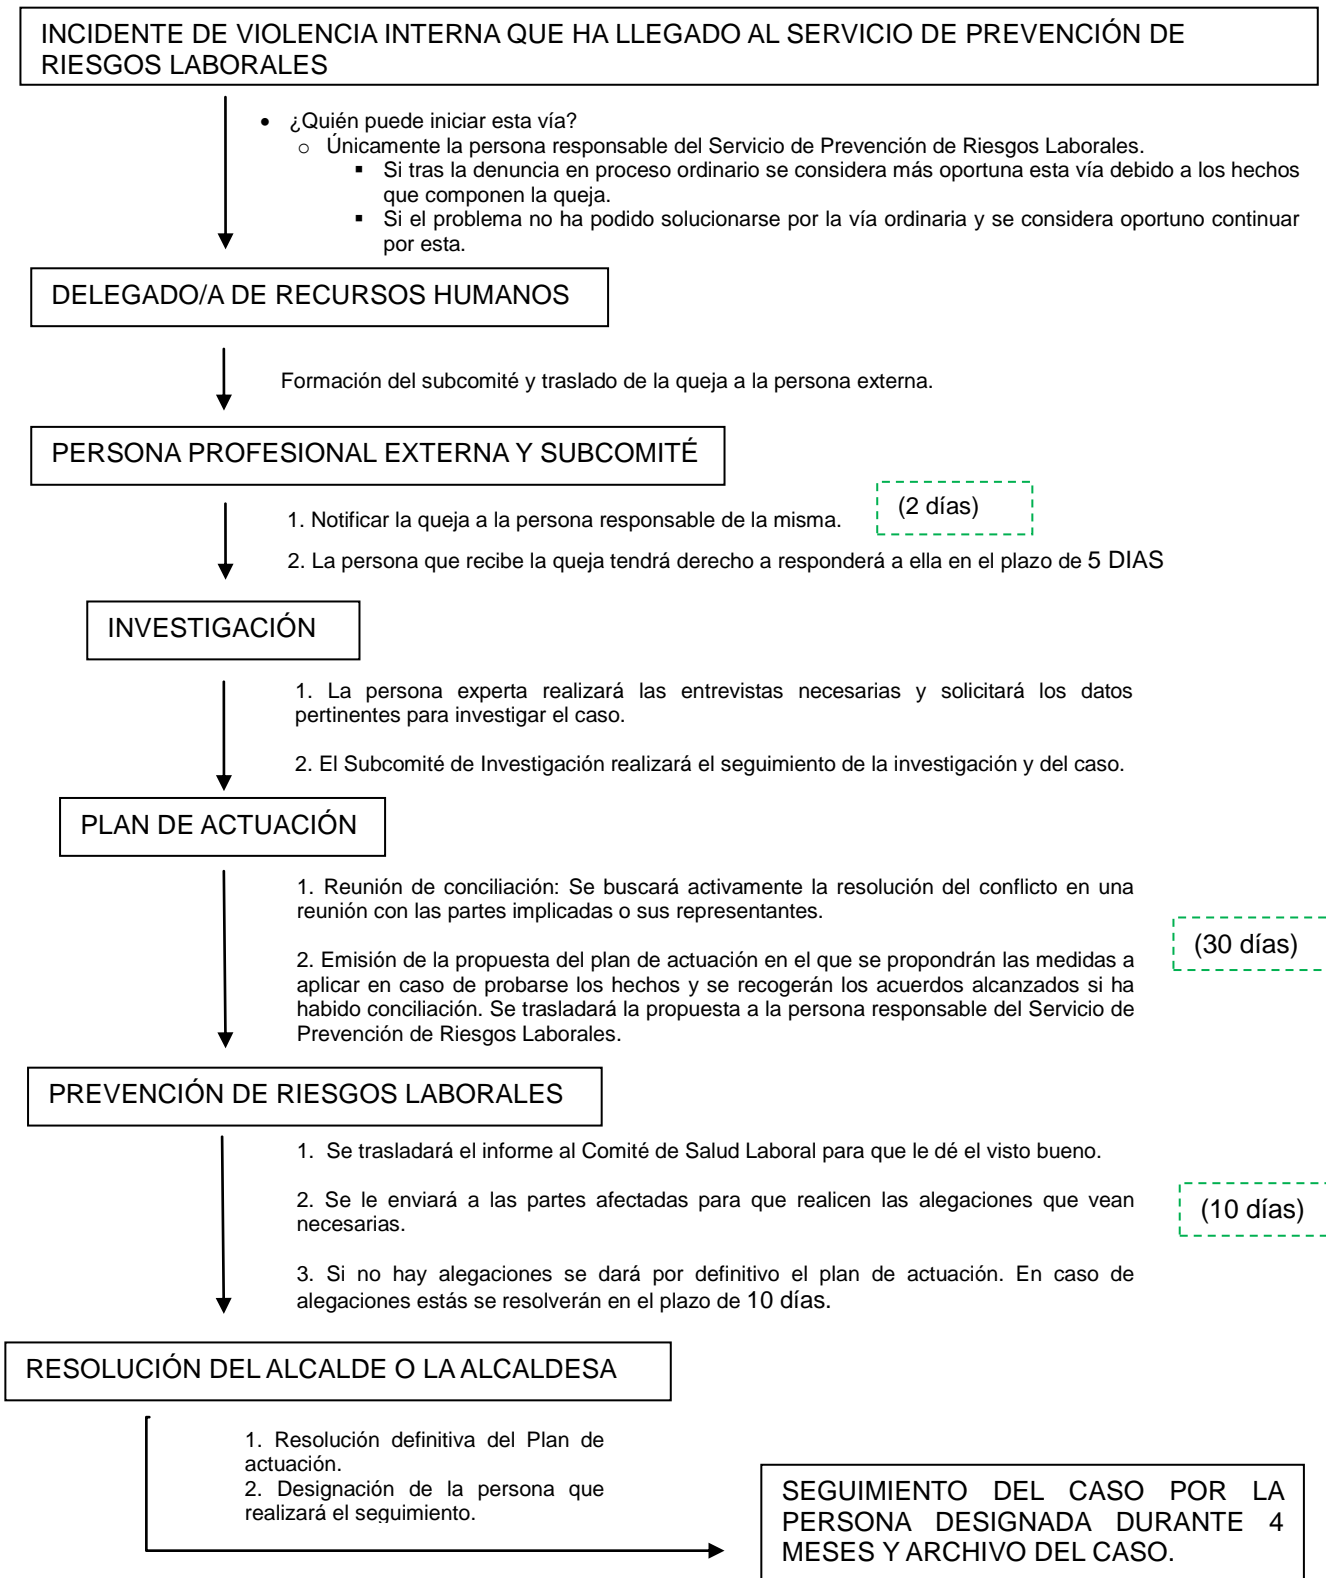 INCIDENTE DE VIOLENCIA INTERNA QUE HA LLEGADO AL SERVICIO DE PREVENCIÓN DE
RIESGOS LABORALES
• ¿Quién puede iniciar esta vía?
o Únicamente la persona responsable del Servicio de Prevención de Riesgos Laborales.
▪ Si tras la denuncia en proceso ordinario se considera más oportuna esta vía debido a los hechos
que componen la queja.
▪ Si el problema no ha podido solucionarse por la vía ordinaria y se considera oportuno continuar
por esta.
DELEGADO/A DE RECURSOS HUMANOS
Formación del subcomité y traslado de la queja a la persona externa.
PERSONA PROFESIONAL EXTERNA Y SUBCOMITÉ
1. Notificar la queja a la persona responsable de la misma.
(2 días)
2. La persona que recibe la queja tendrá derecho a responderá a ella en el plazo de 5 DIAS
INVESTIGACIÓN
1. La persona experta realizará las entrevistas necesarias y solicitará los datos
pertinentes para investigar el caso.
2. El Subcomité de Investigación realizará el seguimiento de la investigación y del caso.
PLAN DE ACTUACIÓN
1. Reunión de conciliación: Se buscará activamente la resolución del conflicto en una
reunión con las partes implicadas o sus representantes.
(30 días)
2. Emisión de la propuesta del plan de actuación en el que se propondrán las medidas a
aplicar en caso de probarse los hechos y se recogerán los acuerdos alcanzados si ha
habido conciliación. Se trasladará la propuesta a la persona responsable del Servicio de
Prevención de Riesgos Laborales.
PREVENCIÓN DE RIESGOS LABORALES
1. Se trasladará el informe al Comité de Salud Laboral para que le dé el visto bueno.
2. Se le enviará a las partes afectadas para que realicen las alegaciones que vean
necesarias.
(10 días)
3. Si no hay alegaciones se dará por definitivo el plan de actuación. En caso de
alegaciones estás se resolverán en el plazo de 10 días.
RESOLUCIÓN DEL ALCALDE O LA ALCALDESA
1. Resolución definitiva del Plan de
actuación.
2. Designación de la persona que
realizará el seguimiento.
SEGUIMIENTO DEL CASO POR LA
PERSONA DESIGNADA DURANTE 4
MESES Y ARCHIVO DEL CASO.